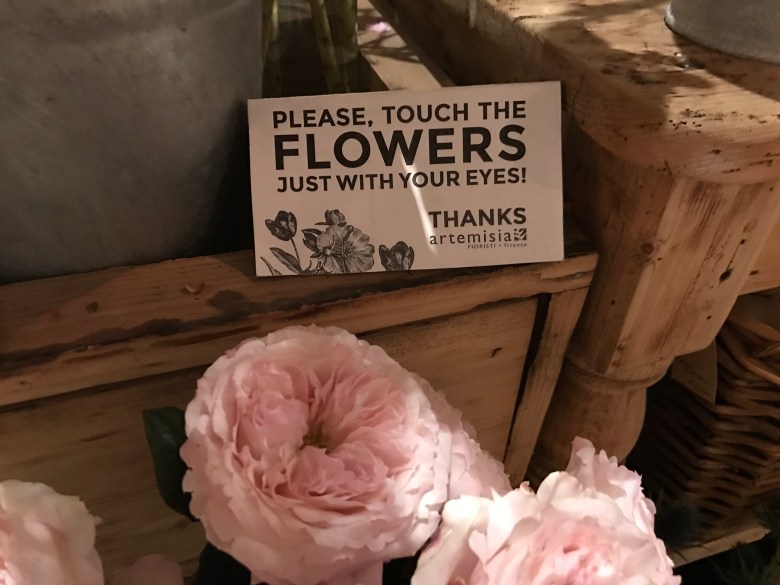 PLEASE, TOUCH THE
FLOWERS
JUST WITH YOUR EYES!
THANKS
artemisia
FIORISTI • firenze